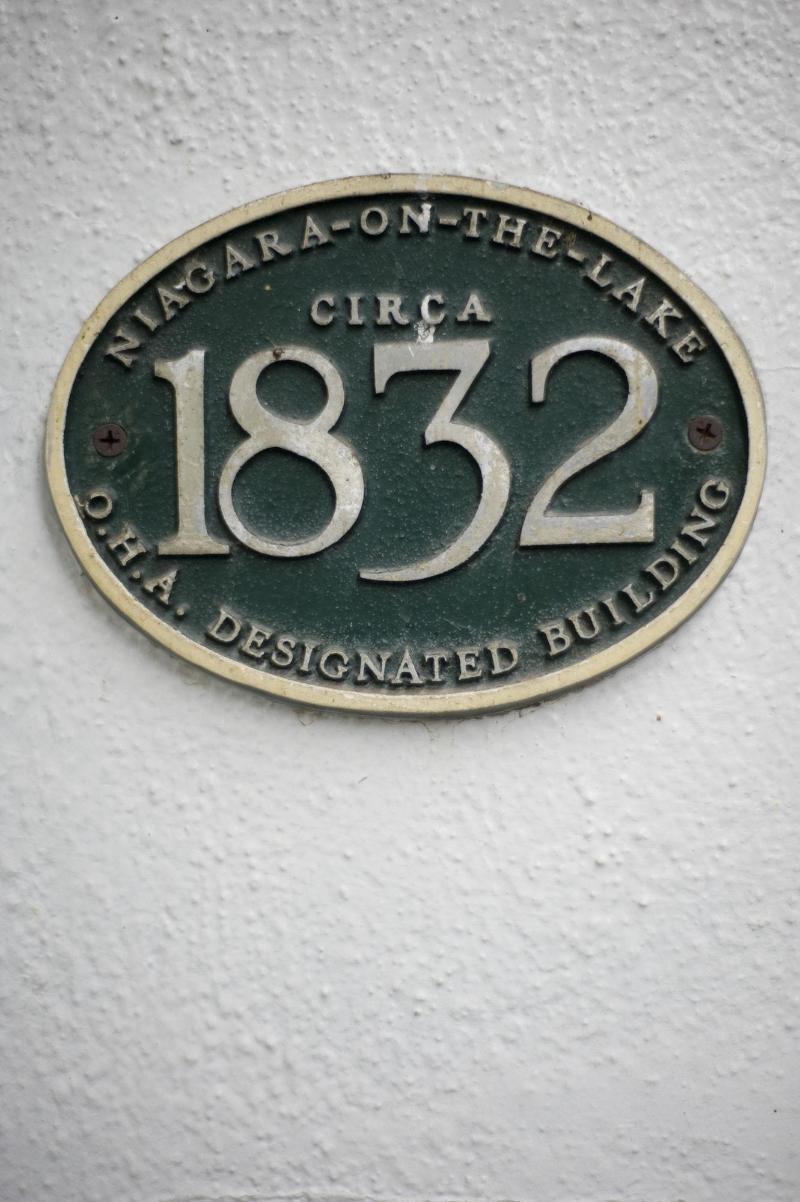 NIAGARA-ON-THE-LAKE
CIRCA
1832
O.H.A. DESIGNATED BUILDING